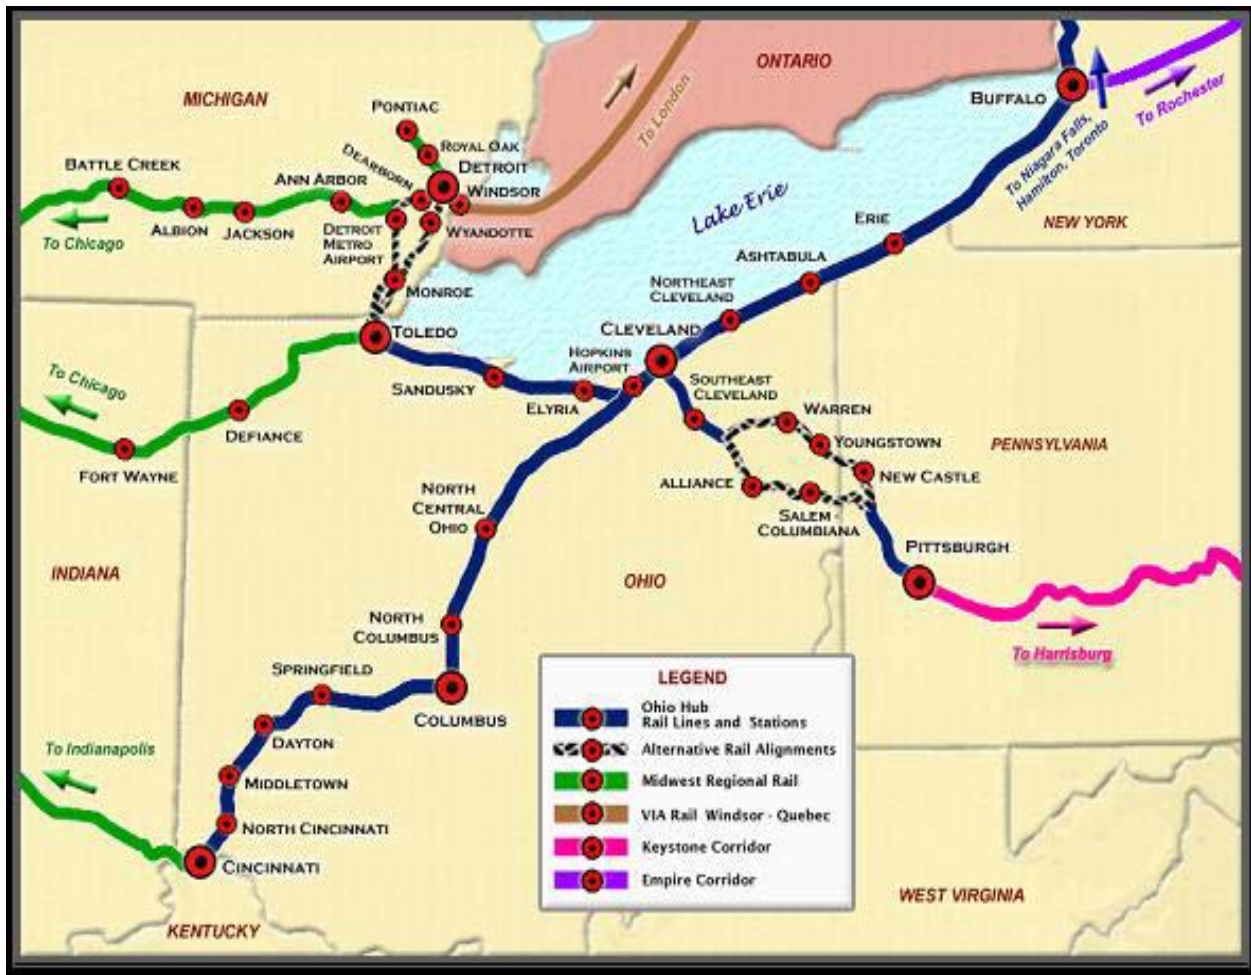 ONTARIO
MICHIGAN
PONTIAC
BUFFALO
To Rochester
To London
To Niagara Falls,
Hamilton, Toronto
ROYAL OAK
DEARBORN
DETROIT
WINDSOR
BATTLE CREEK
ANN ARBOR
ALBION
JACKSON
To Chicago
DETROIT
METRO
AIRPORT
WYANDOTTE
Lake Erie
ERIE
NEW YORK
ASHTABULA
MONROE
NORTHEAST
CLEVELAND
TOLEDO
CLEVELAND
HOPKINS
AIRPORT
SANDUSKY
ELYRIA
SOUTHEAST
CLEVELAND
To Chicago
DEFIANCE
FORT WAYNE
WARREN
YOUNGSTOWN
PENNSYLVANIA
NEW CASTLE
ALLIANCE
SALEM -
COLUMBIANA
NORTH
CENTRAL
OHIO
PITTSBURGH
INDIANA
OHIO
NORTH
COLUMBUS
To Harrisburg
SPRINGFIELD
COLUMBUS
DAYTON
To Indianapolis
MIDDLETOWN
NORTH CINCINNATI
CINCINNATI
KENTUCKY
WEST VIRGINIA
LEGEND
Ohio Hub
Rail Lines and Stations
Alternative Rail Alignments
Midwest Regional Rail
VIA Rail Windsor - Quebec
Keystone Corridor
Empire Corridor